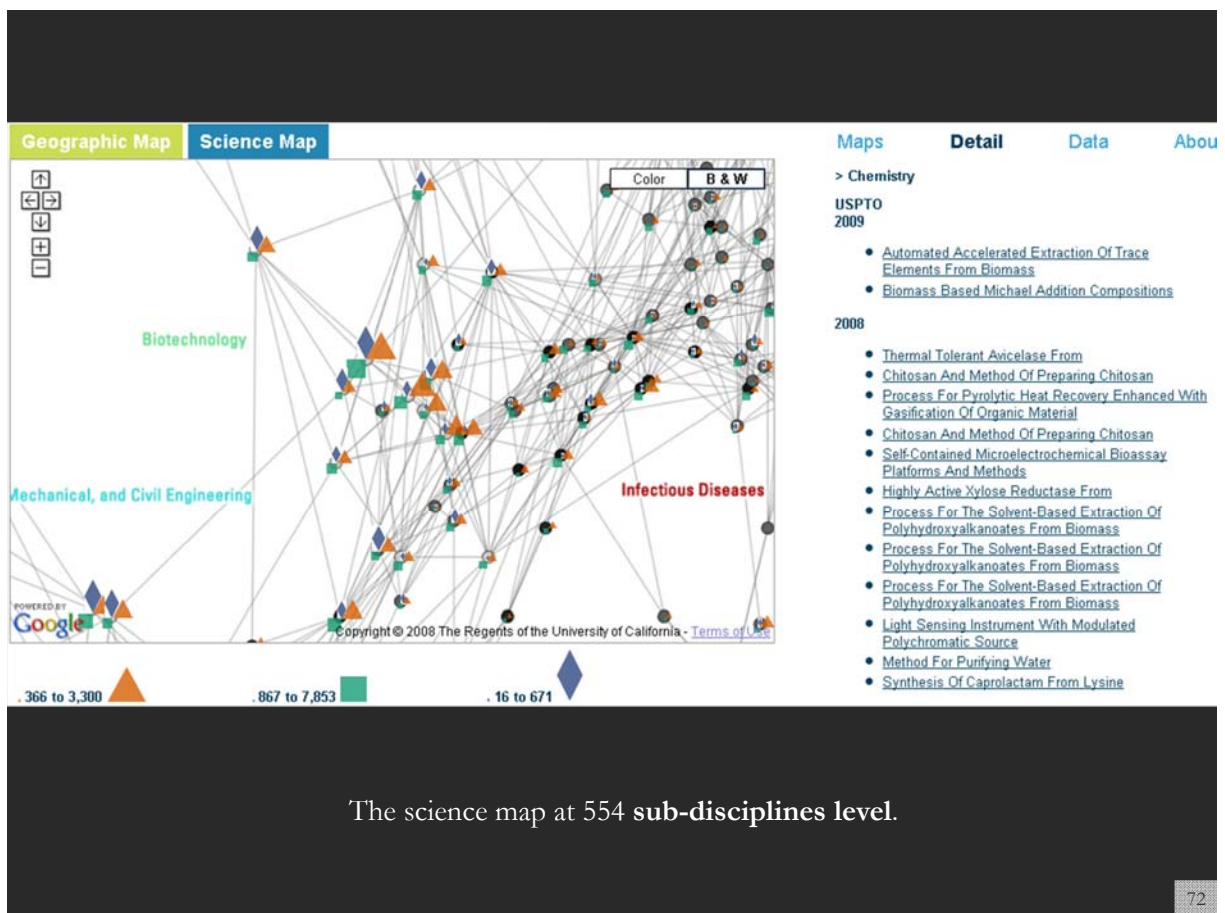 Geographic Map Science Map
Maps Detail Data Abou
Color B & W
> Chemistry
USPTO
2009
Automated Accelerated Extraction Of Trace
Elements From Biomass
Biomass Based Michael Addition Compositions
2008
Thermal Tolerant Avicelase From
Chitosan And Method Of Preparing Chitosan
Process For Pyrolytic Heat Recovery Enhanced With
Gasification Of Organic Material
Chitosan And Method Of Preparing Chitosan
Self-Contained Microelectrochemical Bioassay
Platforms And Methods
Highly Active Xylose Reductase From
Process For The Solvent-Based Extraction Of
Polyhydroxyalkanoates From Biomass
Process For The Solvent-Based Extraction Of
Polyhydroxyalkanoates From Biomass
Process For The Solvent-Based Extraction Of
Polyhydroxyalkanoates From Biomass
Light Sensing Instrument With Modulated
Polychromatic Source
Method For Purifying Water
Synthesis Of Caprolactam From Lysine
Biotechnology
Mechanical, and Civil Engineering
Infectious Diseases
POWERED BY
Google
Copyright © 2008 The Regents of the University of California - Terms of Use
. 366 to 3,300 . 867 to 7,853 . 16 to 671
The science map at 554 sub-disciplines level.
72